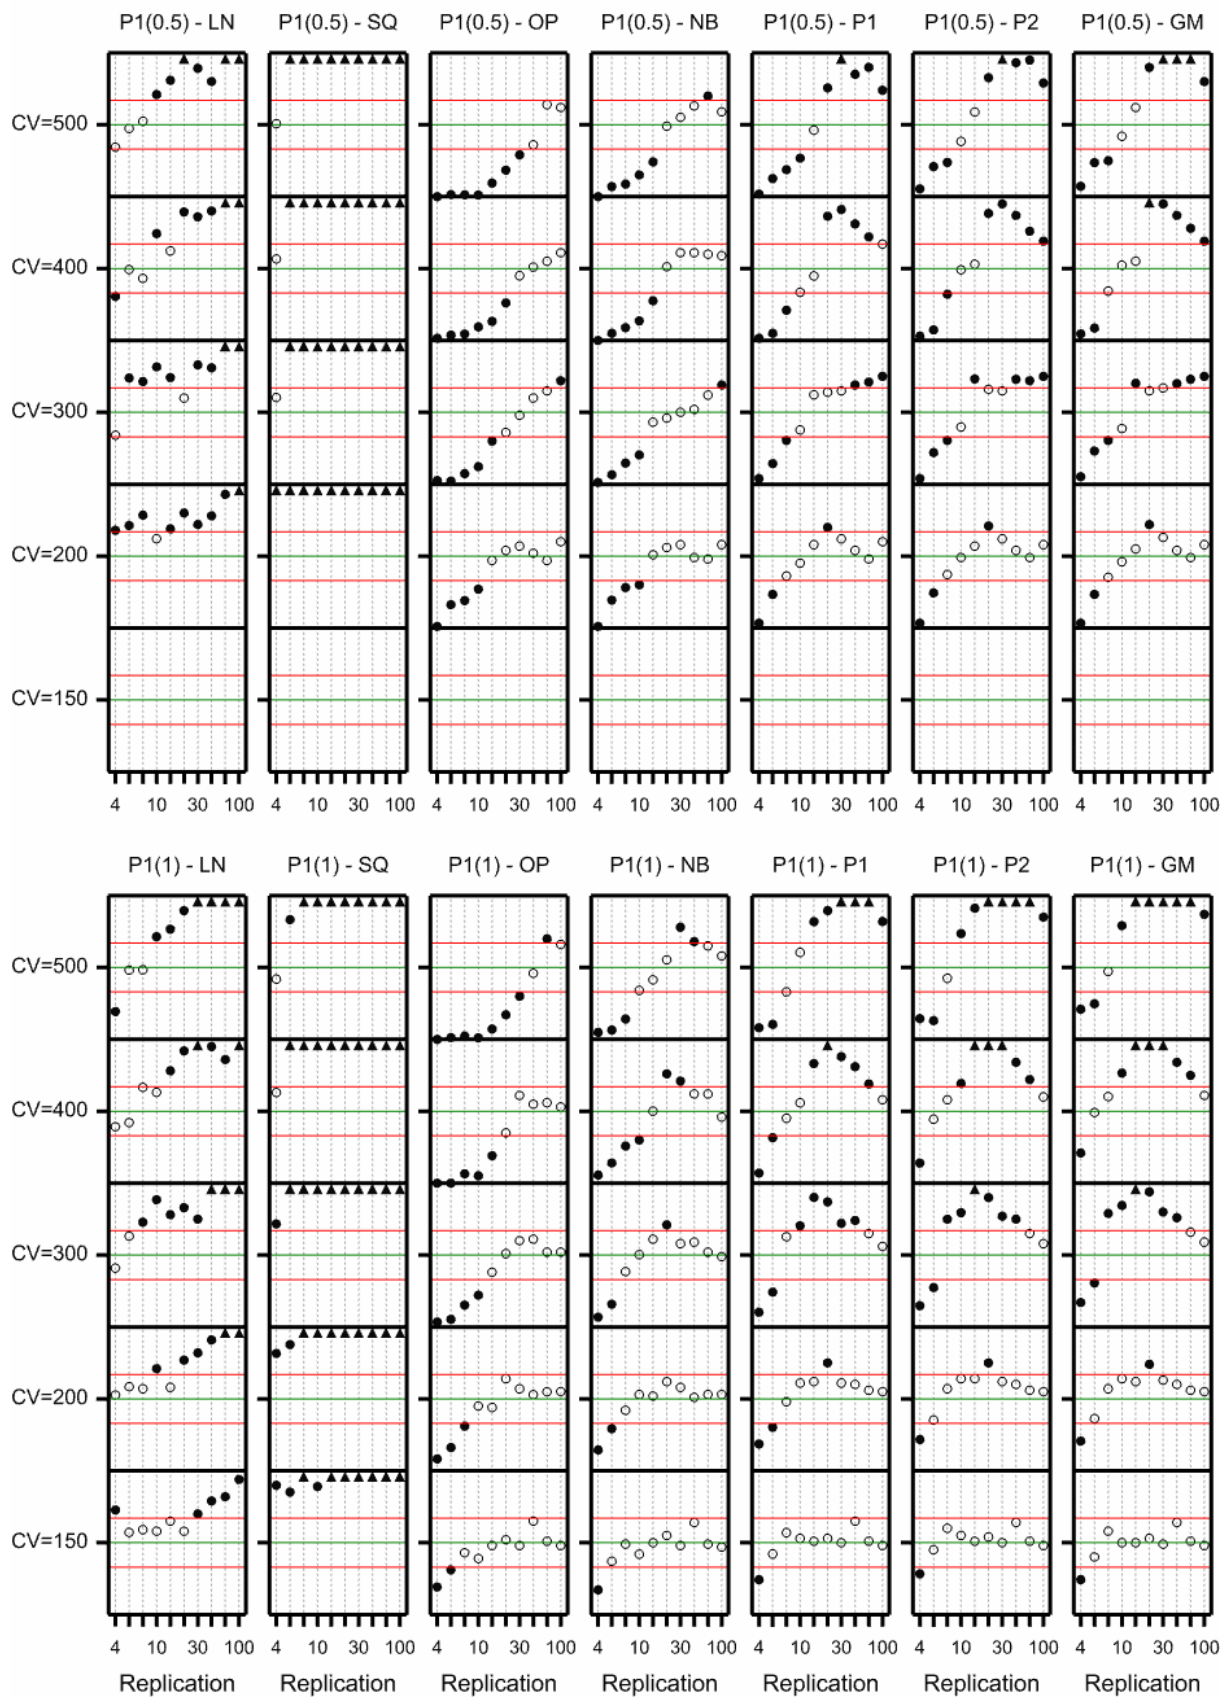 P1(0.5) - LN P1(0.5) - SQ P1(0.5) - OP P1(0.5) - NB P1(0.5) - P1 P1(0.5) - P2 P1(0.5) - GM
CV=500
CV=400
CV=300
CV=200
CV=150
4 10 30 100 4 10 30 100 4 10 30 100 4 10 30 100 4 10 30 100 4 10 30 100 4 10 30 100
P1(1) - LN P1(1) - SQ P1(1) - OP P1(1) - NB P1(1) - P1 P1(1) - P2 P1(1) - GM
CV=500
CV=400
CV=300
CV=200
CV=150
4 10 30 100 4 10 30 100 4 10 30 100 4 10 30 100 4 10 30 100 4 10 30 100 4 10 30 100
Replication Replication Replication Replication Replication Replication Replication